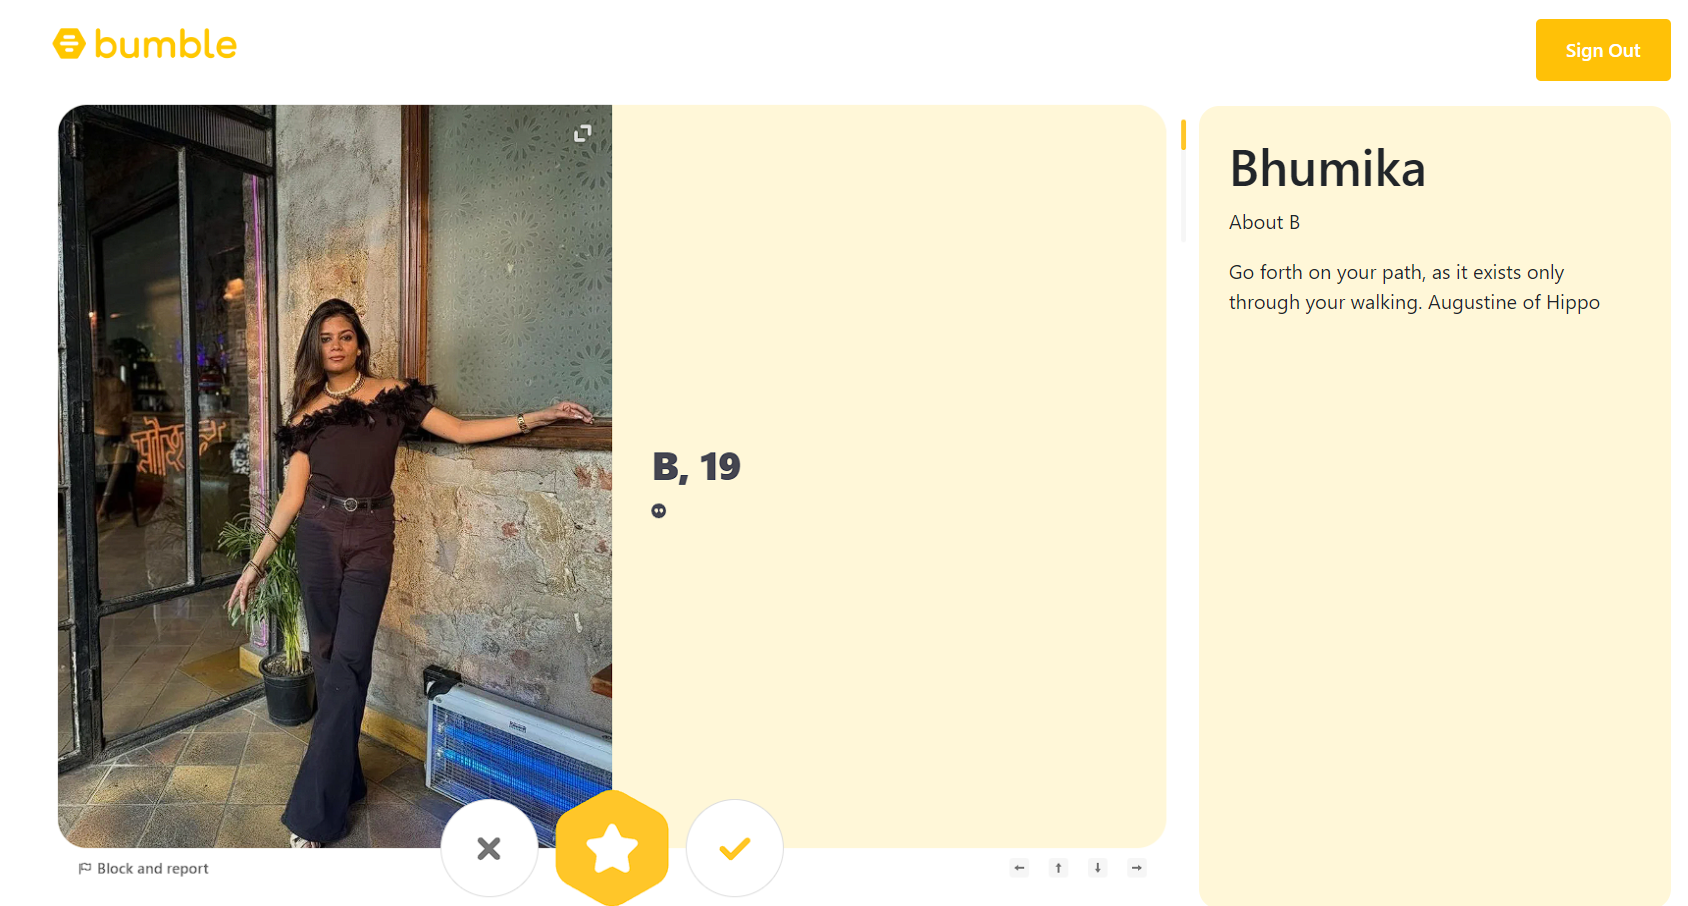 bumble
Sign Out
B, 19
Block and report
Bhumika
About B
Go forth on your path, as it exists only
through your walking. Augustine of Hippo